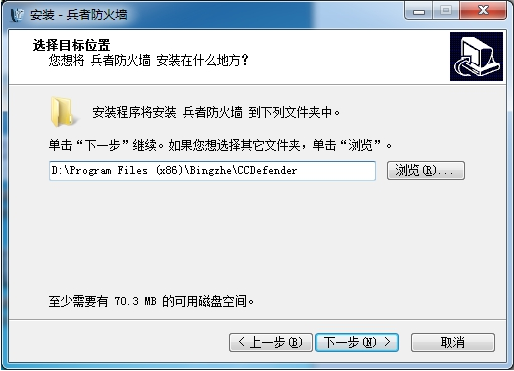 安装 - 兵者防火墙
选择目标位置
您想将 兵者防火墙 安装在什么地方？
安装程序将安装 兵者防火墙 到下列文件夹中。
单击“下一步”继续。如果您想选择其它文件夹，单击“浏览”。
D:\Program Files (x86)\Bingzhe\CCDefender
浏览(R)...
至少需要有 70.3 MB 的可用磁盘空间。
< 上一步(B)
下一步(N) >
取消